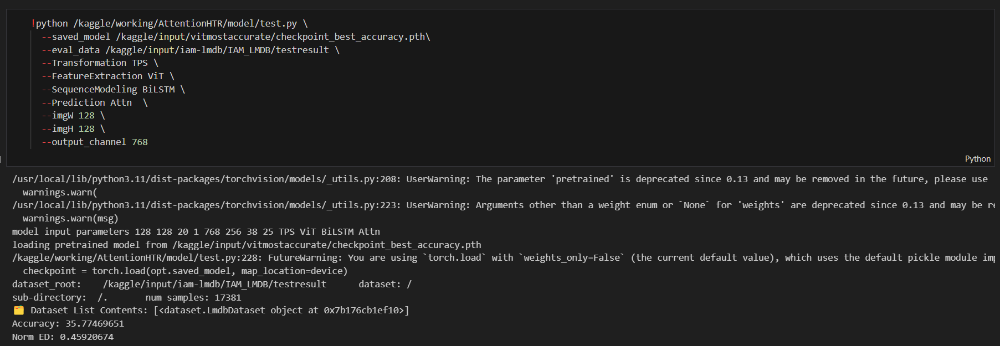 !python /kaggle/working/AttentionHTR/model/test.py \
--saved_model /kaggle/input/vitmostaccurate/checkpoint_best_accuracy.pth\
--eval_data /kaggle/input/iam-lmdb/IAM_LMDB/testresult \
--Transformation TPS \
--FeatureExtraction ViT \
--SequenceModeling BiLSTM \
--Prediction Attn  \
--imgW 128 \
--imgH 128 \
--output_channel 768
Python
/usr/local/lib/python3.11/dist-packages/torchvision/models/_utils.py:208: UserWarning: The parameter 'pretrained' is deprecated since 0.13 and may be removed in the future, please use
warnings.warn(
/usr/local/lib/python3.11/dist-packages/torchvision/models/_utils.py:223: UserWarning: Arguments other than a weight enum or `None` for 'weights' are deprecated since 0.13 and may be re
warnings.warn(msg)
model input parameters 128 128 20 1 768 256 38 25 TPS ViT BiLSTM Attn
loading pretrained model from /kaggle/input/vitmostaccurate/checkpoint_best_accuracy.pth
/kaggle/working/AttentionHTR/model/test.py:228: FutureWarning: You are using `torch.load` with `weights_only=False` (the current default value), which uses the default pickle module imp
checkpoint = torch.load(opt.saved_model, map_location=device)
dataset_root:    /kaggle/input/iam-lmdb/IAM_LMDB/testresult      dataset: /
sub-directory:  /.       num samples: 17381
🗂️ Dataset List Contents: [<dataset.LmdbDataset object at 0x7b176cb1ef10>]
Accuracy: 35.77469651
Norm ED: 0.45920674